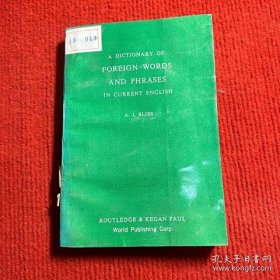 A DICTIONARY OF
FOREIGN WORDS
AND PHRASES
IN CURRENT ENGLISH
A. J. BLISS
ROUTLEDGE & KEGAN PAUL
World Publishing Corp
孔夫子旧书网